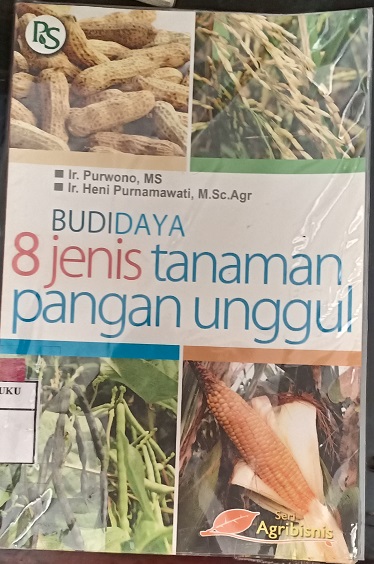 PS
■ Ir. Purwono, MS
■ Ir. Heni Purnamawati, M.Sc.Agr
BUDIDAYA
8 jenis tanaman
pangan unggul
UKU
Seri
Agribisnis